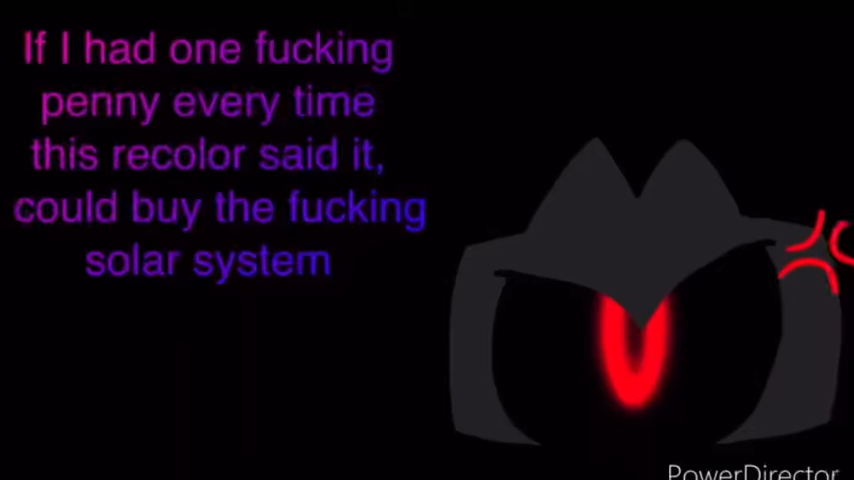 If I had one fucking
penny every time
this recolor said it,
could buy the fucking
solar system
PowerDirector